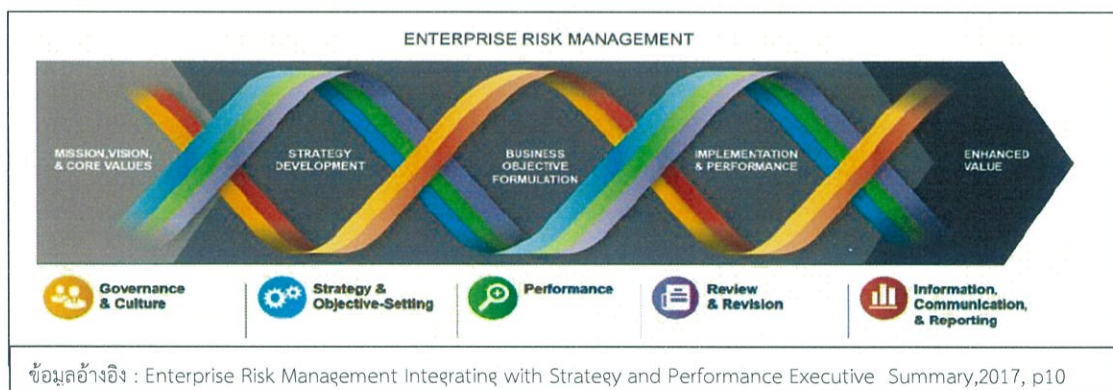 ENTERPRISE RISK MANAGEMENT
MISSION, VISION,
& CORE VALUES
STRATEGY
DEVELOPMENT
BUSINESS
OBJECTIVE
FORMULATION
IMPLEMENTATION
& PERFORMANCE
ENHANCED
VALUE
Governance
& Culture
Strategy &
Objective-Setting
Performance
Review
& Revision
Information,
Communication,
& Reporting
ข้อมูลอ้างอิง : Enterprise Risk Management Integrating with Strategy and Performance Executive Summary,2017, p10